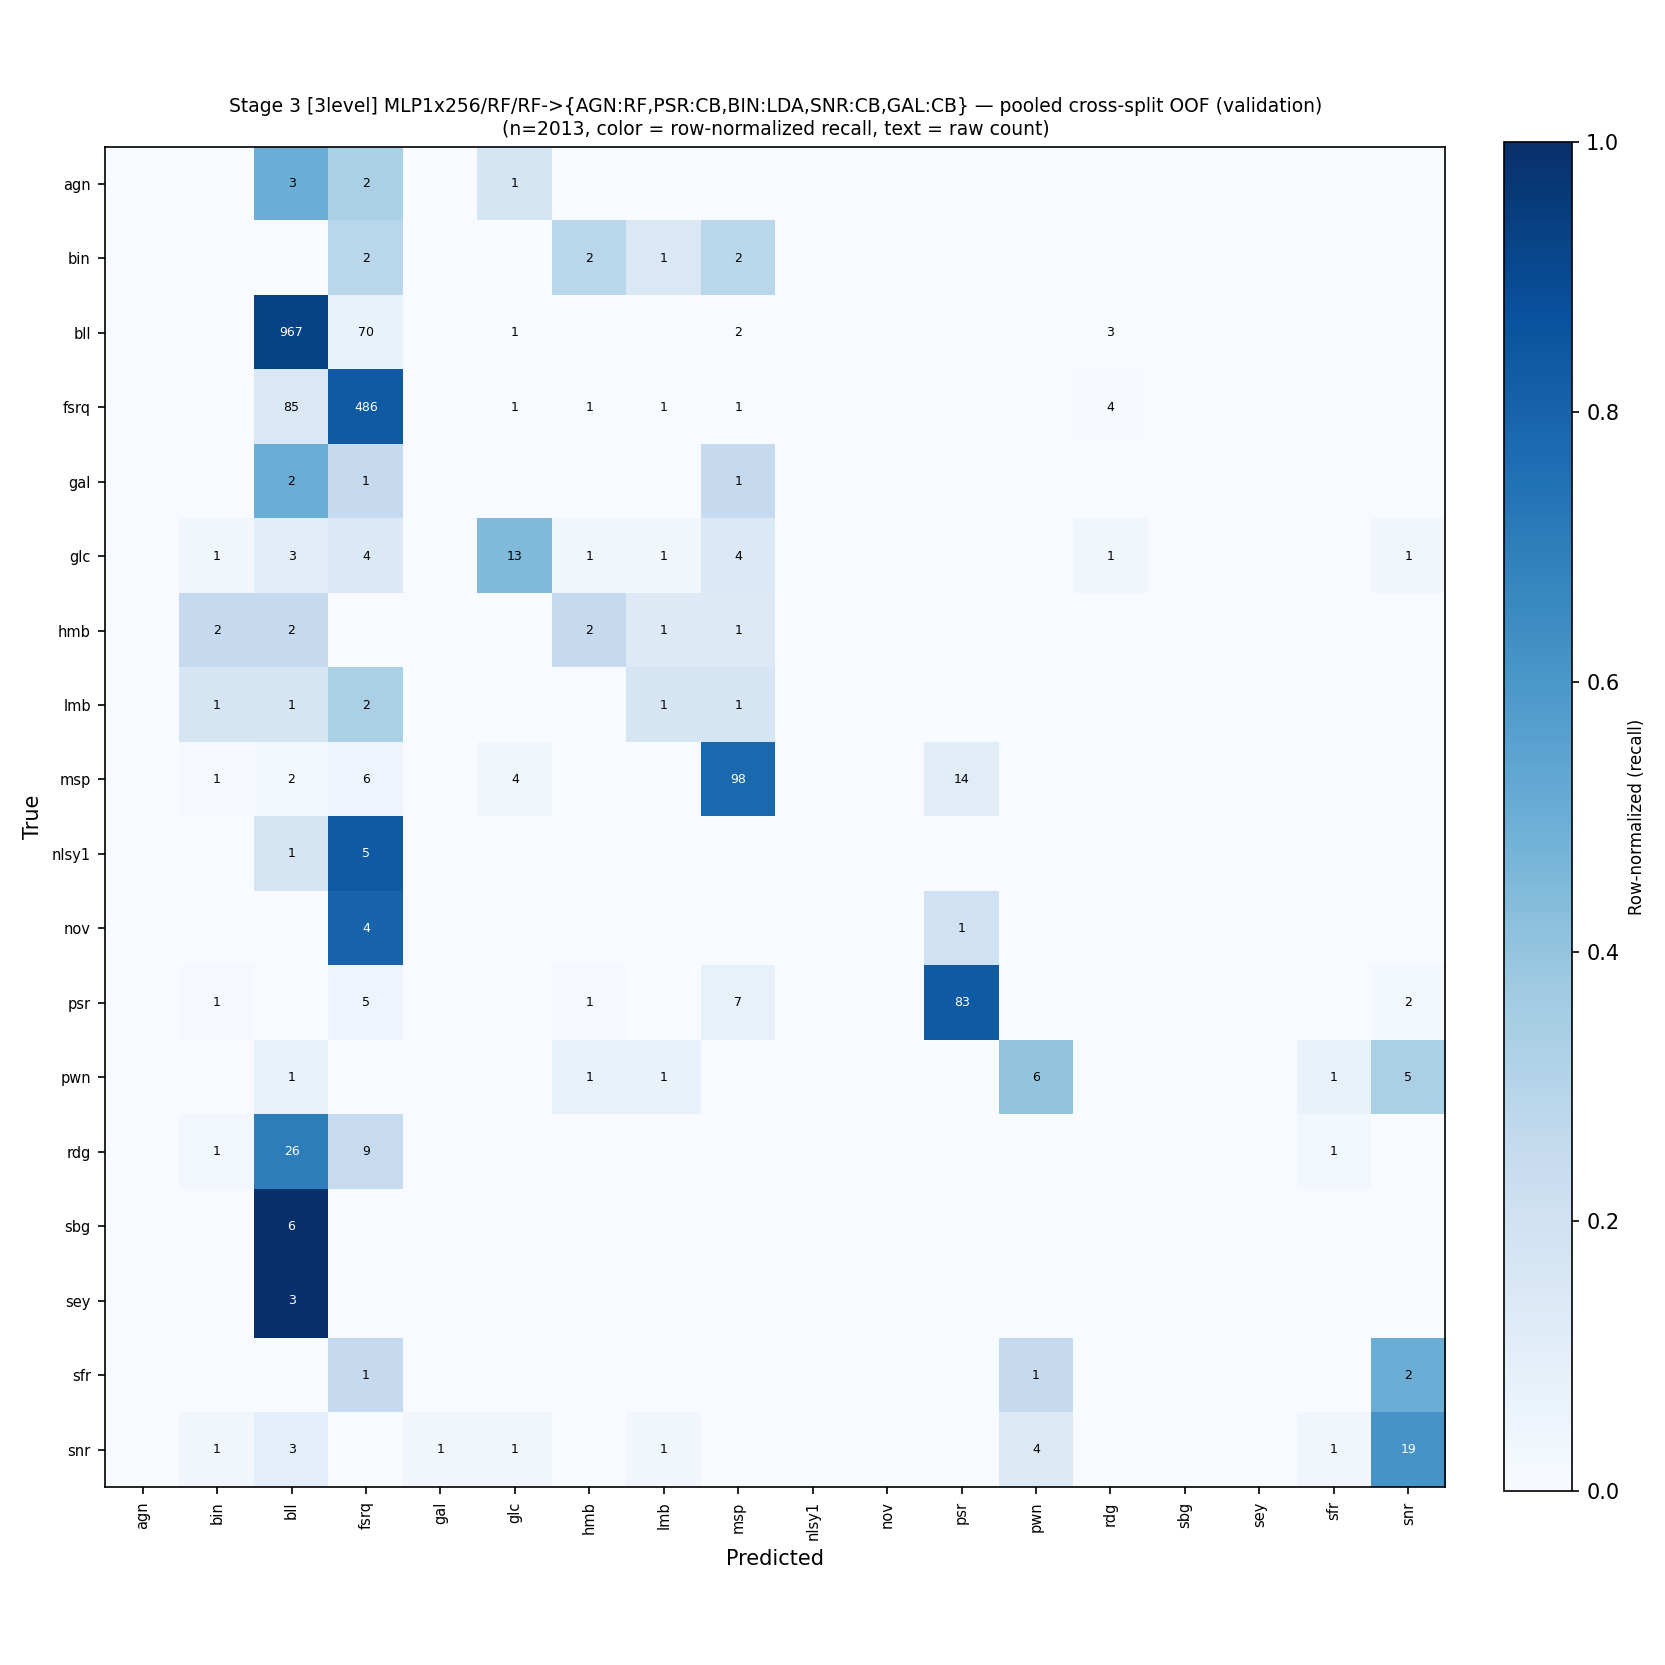 Stage 3 [3level] MLP1x256/RF/RF->{AGN:RF,PSR:CB,BIN:LDA,SNR:CB,GAL:CB} — pooled cross-split OOF (validation)
(n=2013, color = row-normalized recall, text = raw count)
agn 3 2 1
bin 2 2 1 2
bll 967 70 1 2 3
fsrq 85 486 1 1 1 1 4
gal 2 1 1
glc 1 3 4 13 1 1 4 1 1
hmb 2 2 2 1 1
lmb 1 1 2 1 1
msp 1 2 6 4 98 14
nlsy1 1 5
nov 4 1
psr 1 5 1 7 83 2
pwn 1 1 1 6 1 5
rdg 1 26 9 1
sbg 6
sey 3
sfr 1 1 2
snr 1 3 1 1 1 4 1 19
True
agn bin bll fsrq gal glc hmb lmb msp nlsy1 nov psr pwn rdg sbg sey sfr snr
Predicted
1.0
0.8
0.6
0.4
0.2
0.0
Row-normalized (recall)